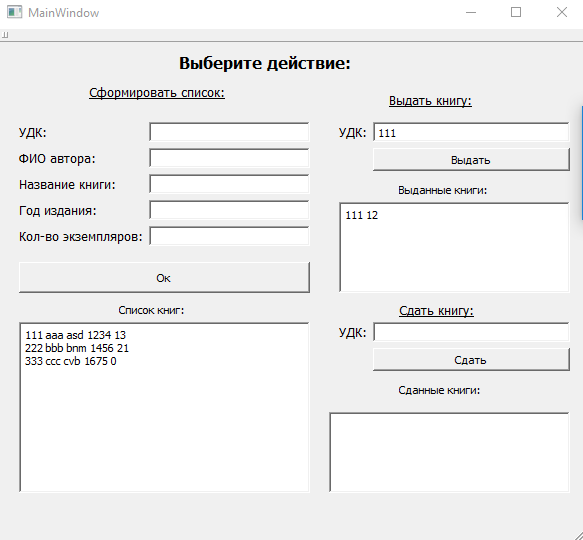 MainWindow
Выберите действие:
Сформировать список:
УДК:
ФИО автора:
Название книги:
Год издания:
Кол-во экземпляров:
Ок
Список книг:
111 aaa asd 1234 13
222 bbb bnm 1456 21
333 ccc cvb 1675 0
Выдать книгу:
УДК: 111
Выдать
Выданные книги:
111 12
Сдать книгу:
УДК:
Сдать
Сданные книги: